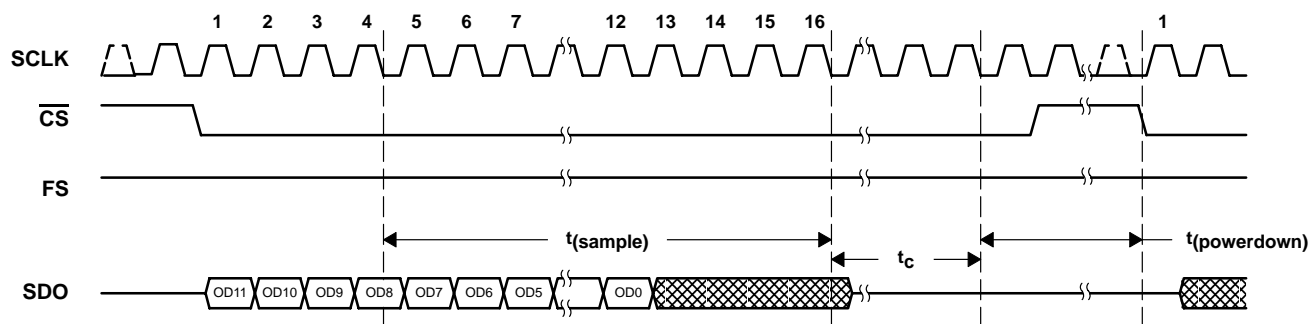 1 2 3 4 5 6 7 12 13 14 15 16 1
SCLK
CS
FS
t(sample) t(powerdown)
tC
SDO OD11 OD10 OD9 OD8 OD7 OD6 OD5 OD0